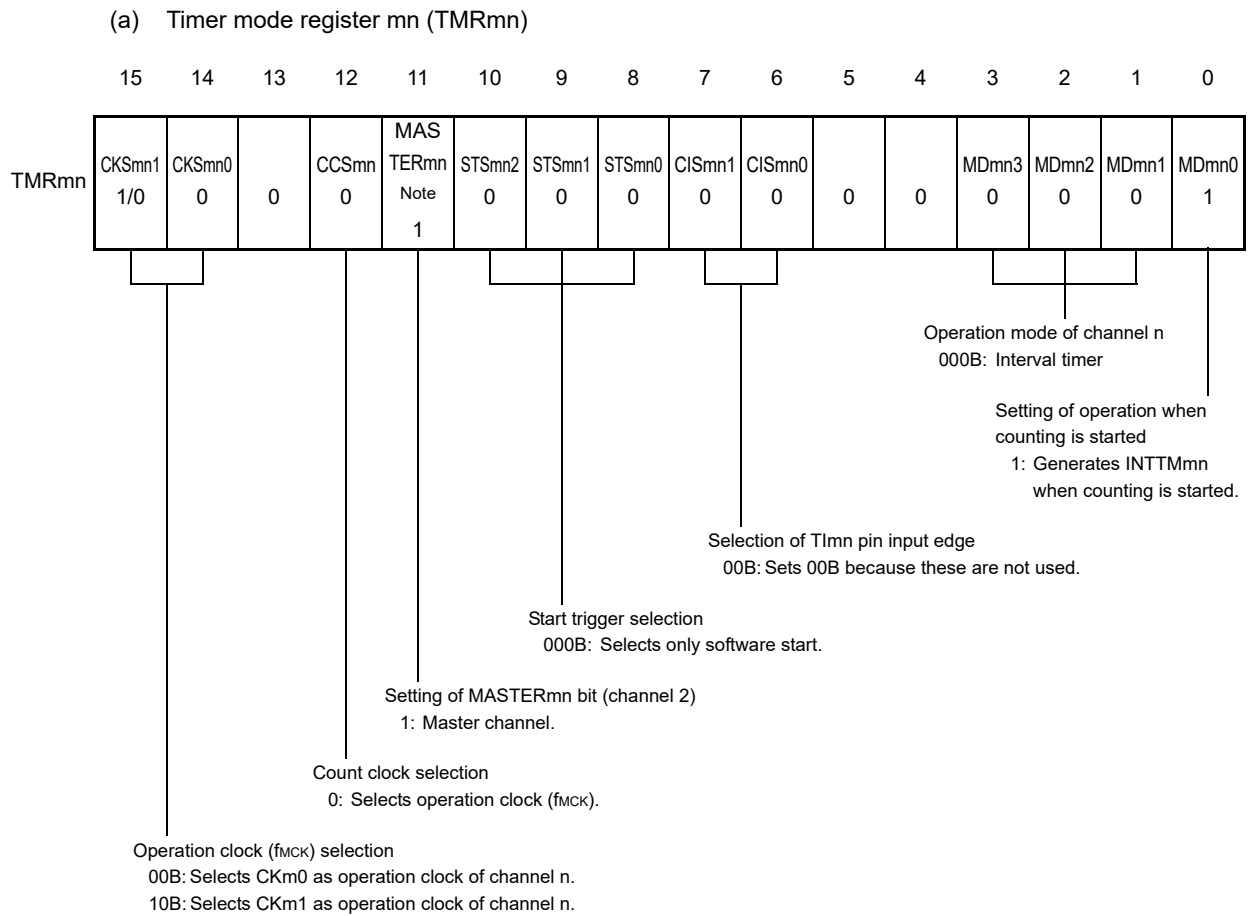 (a) Timer mode register mn (TMRmn)
15 14 13 12 11 10 9 8 7 6 5 4 3 2 1 0
TMRmn
CKSmn1 1/0
CKSmn0 0
0
CCSmn 0
MAS
TERmn
Note
1
STSmn2 0
STSmn1 0
STSmn0 0
CISmn1 0
CISmn0 0
0
0
MDmn3 0
MDmn2 0
MDmn1 0
MDmn0 1
Operation mode of channel n
000B: Interval timer
Setting of operation when
counting is started
1: Generates INTTMmn
when counting is started.
Selection of TImn pin input edge
00B: Sets 00B because these are not used.
Start trigger selection
000B: Selects only software start.
Setting of MASTERmn bit (channel 2)
1: Master channel.
Count clock selection
0: Selects operation clock (fMCK).
Operation clock (fMCK) selection
00B: Selects CKm0 as operation clock of channel n.
10B: Selects CKm1 as operation clock of channel n.